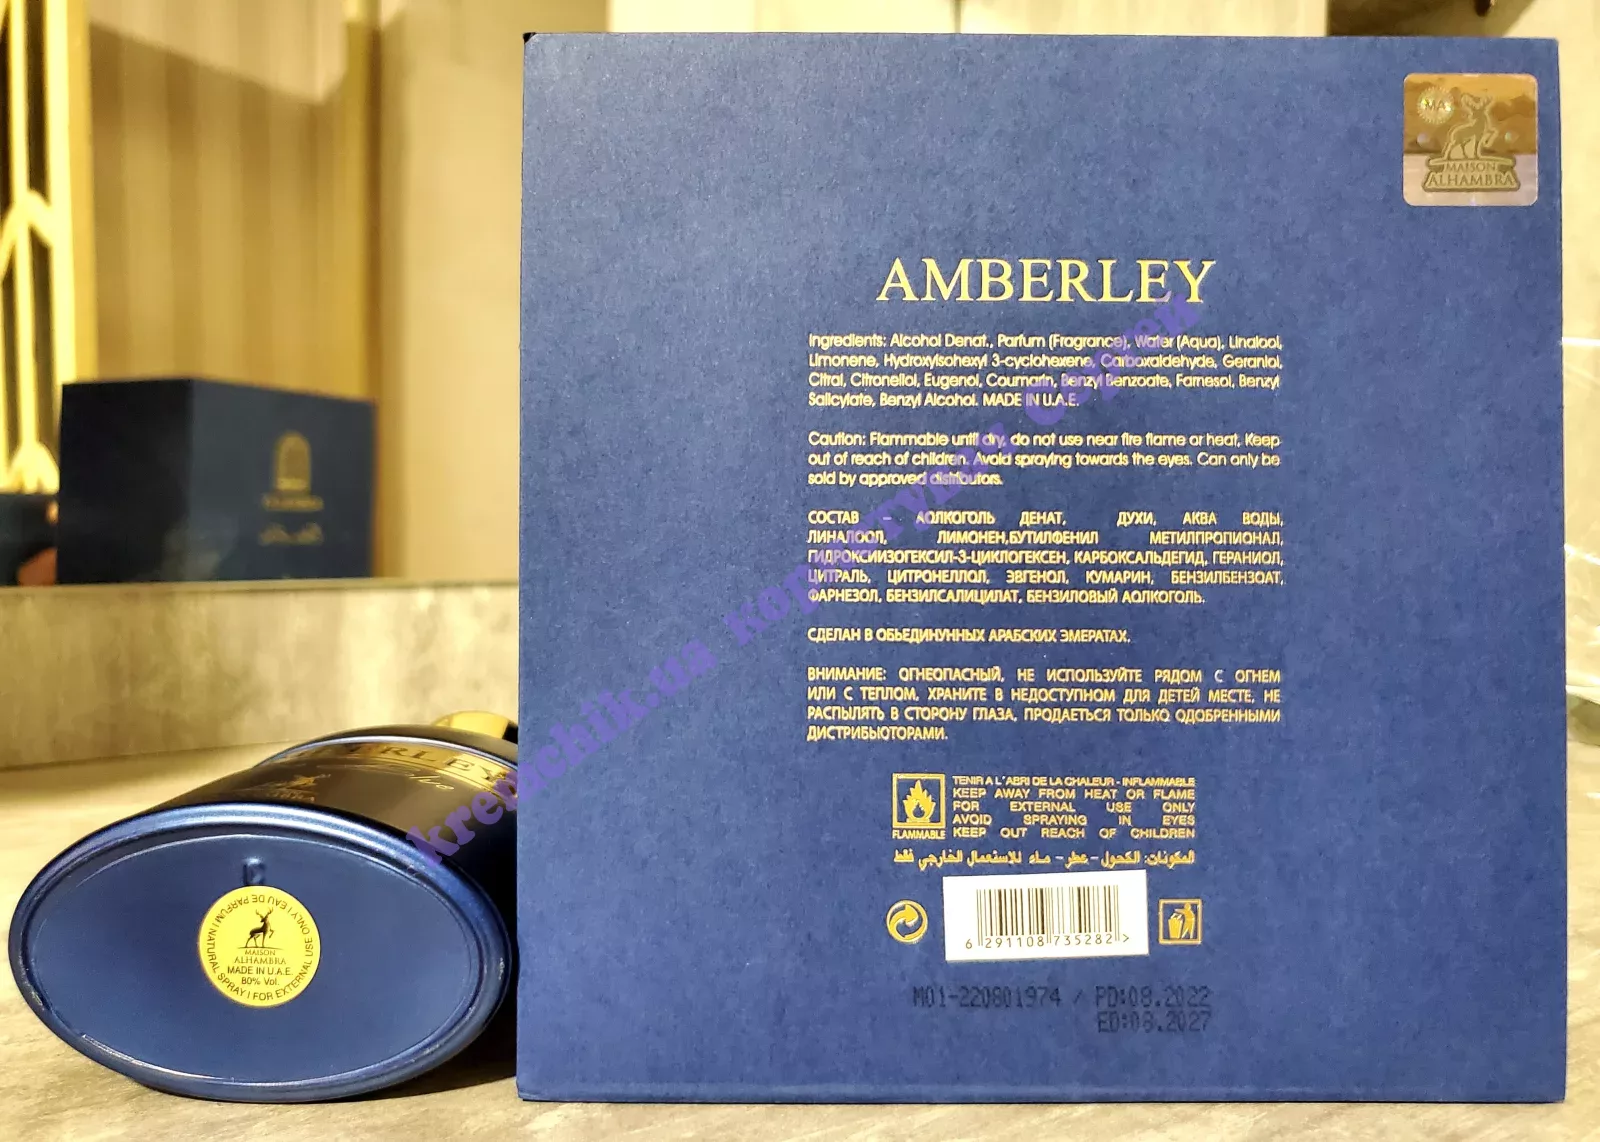 MA
MAISON
ALHAMBRA
AMBERLEY
Ingredients: Alcohol Denat., Parfum (Fragrance), Water (Aqua), Linalool,
Limonene, Hydroxylsohexyl 3-cyclohexene, Carboxaldehyde, Geraniol,
Citral, Citronellol, Eugenol, Coumarin, Benzyl Benzoate, Farnesol, Benzyl
Salicylate, Benzyl Alcohol. MADE IN U.A.E.
Caution: Flammable until dry, do not use near fire flame or heat, Keep
out of reach of children. Avoid spraying towards the eyes. Can only be
sold by approved distributors.
СОСТАВ – АОЛКОГОЛЬ ДЕНАТ, ДУХИ, АКВА ВОДЫ,
ЛИНАЛООЛ, ЛИМОНЕН,БУТИЛФЕНИЛ МЕТИЛПРОПИОНАЛ,
ГИДРОКСИИЗОГЕКСИЛ-3-ЦИКЛОГЕКСЕН, КАРБОКСАЛЬДЕГИД, ГЕРАНИОЛ,
ЦИТРАЛЬ, ЦИТРОНЕЛЛОЛ, ЭВГЕНОЛ, КУМАРИН, БЕНЗИЛБЕНЗОАТ,
ФАРНЕЗОЛ, БЕНЗИЛСАЛИЦИЛАТ, БЕНЗИЛОВЫЙ АОЛКОГОЛЬ.
СДЕЛАН В ОБЬЕДИНУННЫХ АРАБСКИХ ЭМЕРАТАХ.
ВНИМАНИЕ: ОГНЕОПАСНЫЙ, НЕ ИСПОЛЬЗУЙТЕ РЯДОМ С ОГНЕМ
ИЛИ С ТЕПЛОМ, ХРАНИТЕ В НЕДОСТУПНОМ ДЛЯ ДЕТЕЙ МЕСТЕ, НЕ
РАСПЫЛЯТЬ В СТОРОНУ ГЛАЗА, ПРОДАЕТЬСЯ ТОЛЬКО ОДОБРЕННЫМИ
ДИСТРИБЬЮТОРАМИ.
TENIR A L'ABRI DE LA CHALEUR - INFLAMMABLE
KEEP AWAY FROM HEAT OR FLAME
FOR EXTERNAL USE ONLY
AVOID SPRAYING IN EYES
KEEP OUT REACH OF CHILDREN
FLAMMABLE
المكونات: الكحول - عطر - ماء للإستعمال الخارجي فقط
6 291108 735282 >
M01-220801974 / PD:08.2022
ED:08.2027
NATURAL SPRAY | FOR EXTERNAL USE ONLY | EAU DE PARFUM |
MAISON
ALHAMBRA
MADE IN U.A.E.
80% Vol.
krepachik.ua